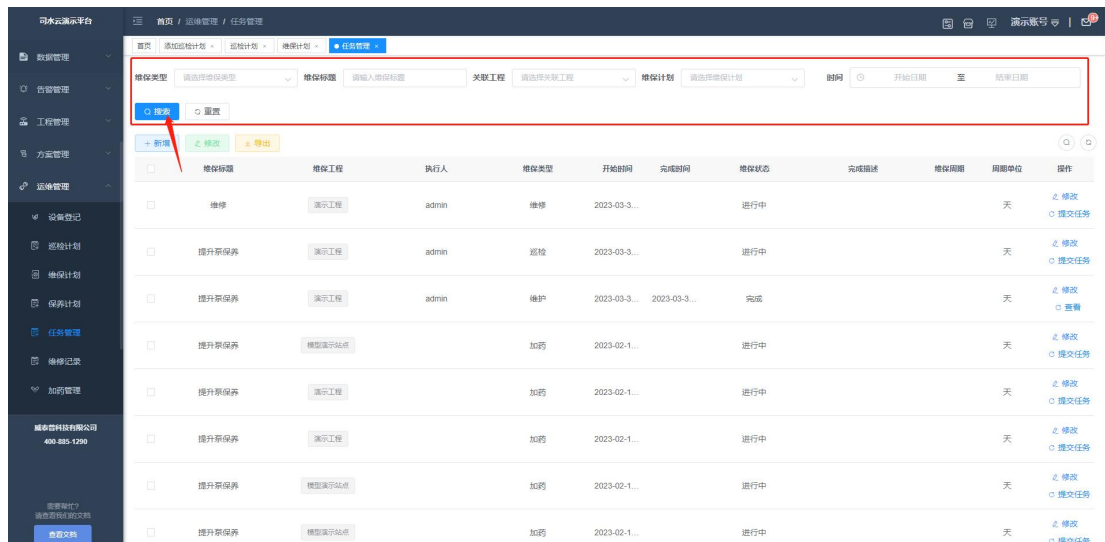 司水云演示平台
首页 / 运维管理 / 任务管理
演示账号
首页 添加巡检计划 × 巡检计划 × 维保计划 × 任务管理 ×
数据管理
告警管理
工程管理
方案管理
运维管理
设备登记
巡检计划
维保计划
保养计划
任务管理
维修记录
加药管理
400-885-1290
需要帮忙?
请查看我们的文档
查看文档
维保类型 请选择维保类型 维保标题 请输入维保标题 关联工程 请选择关联工程 维保计划 请选择维保计划 时间 开始日期 至 结束日期
搜索 重置
+ 新增 修改 导出
维保标题 维保工程 执行人 维保类型 开始时间 完成时间 维保状态 完成描述 维保周期 周期单位 操作
维修 演示工程 admin 维修 2023-03-3... 进行中 天 修改 提交任务
提升泵保养 演示工程 admin 巡检 2023-03-3... 进行中 天 修改 提交任务
提升泵保养 演示工程 admin 维护 2023-03-3... 2023-03-3... 完成 天 修改 查看
提升泵保养 模型演示站点 加药 2023-02-1... 进行中 天 修改 提交任务
提升泵保养 演示工程 加药 2023-02-1... 进行中 天 修改 提交任务
提升泵保养 演示工程 加药 2023-02-1... 进行中 天 修改 提交任务
提升泵保养 模型演示站点 加药 2023-02-1... 进行中 天 修改 提交任务
提升泵保养 模型演示站点 加药 2023-02-1... 进行中 天 修改 提交任务